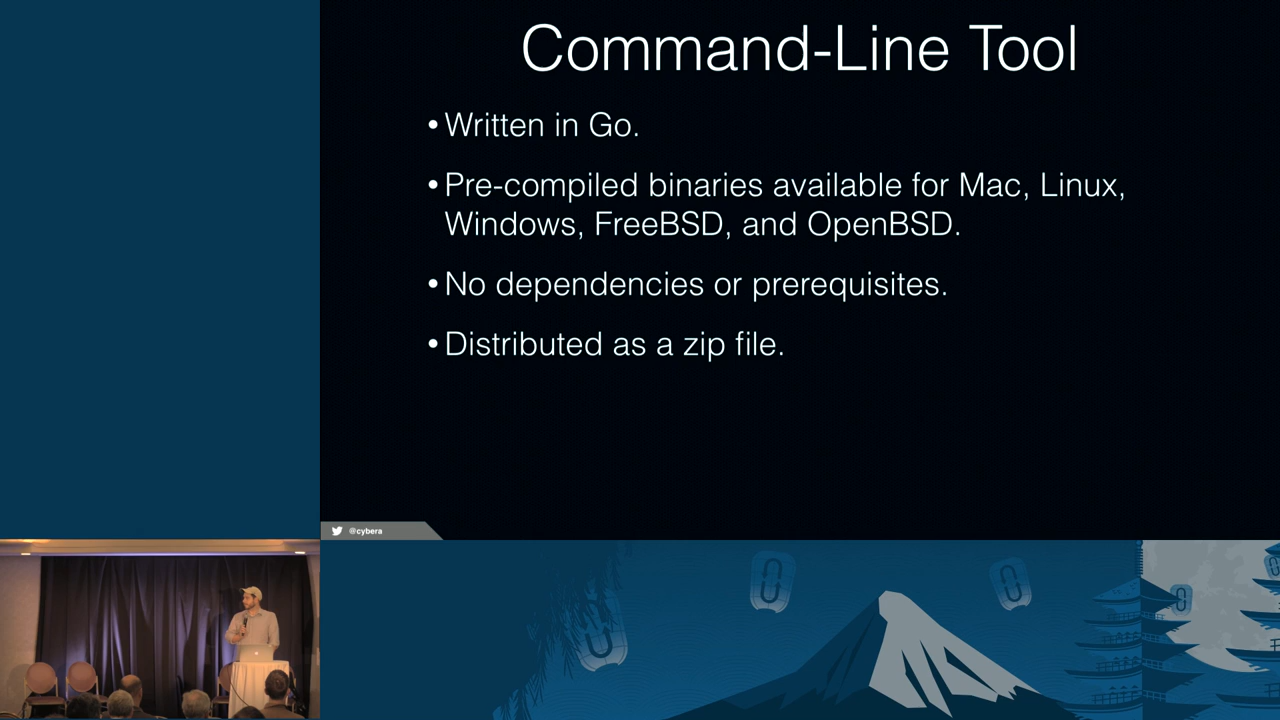 Command-Line Tool
• Written in Go.
• Pre-compiled binaries available for Mac, Linux,
Windows, FreeBSD, and OpenBSD.
• No dependencies or prerequisites.
• Distributed as a zip file.
@cybera